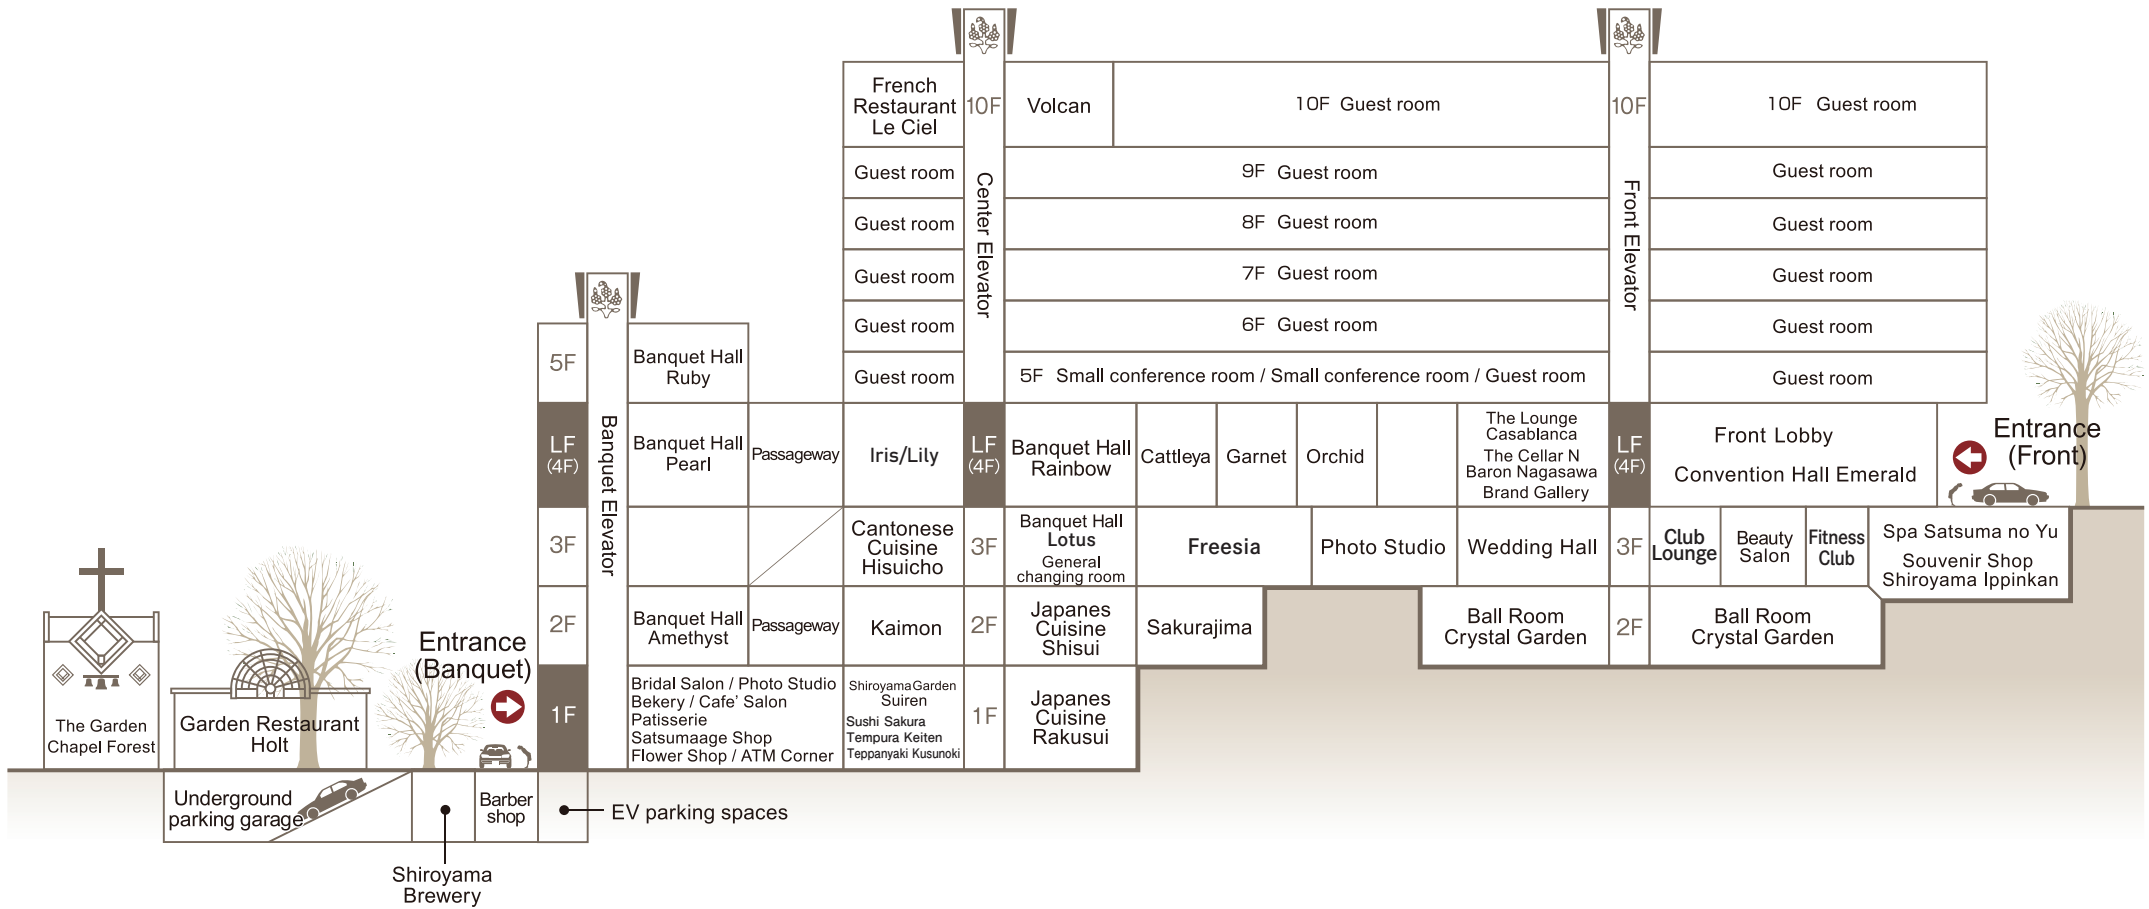 French
Restaurant
Le Ciel
10F
Volcan
10F Guest room
10F
10F Guest room
Guest room
9F Guest room
Guest room
Guest room
8F Guest room
Guest room
Guest room
7F Guest room
Guest room
Guest room
6F Guest room
Guest room
Guest room
5F Small conference room / Small conference room / Guest room
Guest room
Center Elevator
Front Elevator
Banquet Elevator
5F
Banquet Hall
Ruby
LF
(4F)
Banquet Hall
Pearl
Passageway
Iris/Lily
LF
(4F)
Banquet Hall
Rainbow
Cattleya
Garnet
Orchid
The Lounge
Casablanca
The Cellar N
Baron Nagasawa
Brand Gallery
LF
(4F)
Front Lobby
Convention Hall Emerald
Entrance
(Front)
3F
Cantonese
Cuisine
Hisuicho
3F
Banquet Hall
Lotus
General
changing room
Freesia
Photo Studio
Wedding Hall
3F
Club
Lounge
Beauty
Salon
Fitness
Club
Spa Satsuma no Yu
Souvenir Shop
Shiroyama Ippinkan
2F
Banquet Hall
Amethyst
Passageway
Kaimon
2F
Japanes
Cuisine
Shisui
Sakurajima
Ball Room
Crystal Garden
2F
Ball Room
Crystal Garden
Entrance
(Banquet)
1F
Bridal Salon / Photo Studio
Bekery / Cafe' Salon
Patisserie
Satsumaage Shop
Flower Shop / ATM Corner
Shiroyama Garden
Suiren
Sushi Sakura
Tempura Keiten
Teppanyaki Kusunoki
1F
Japanes
Cuisine
Rakusui
The Garden
Chapel Forest
Garden Restaurant
Holt
Underground
parking garage
Barber
shop
EV parking spaces
Shiroyama
Brewery